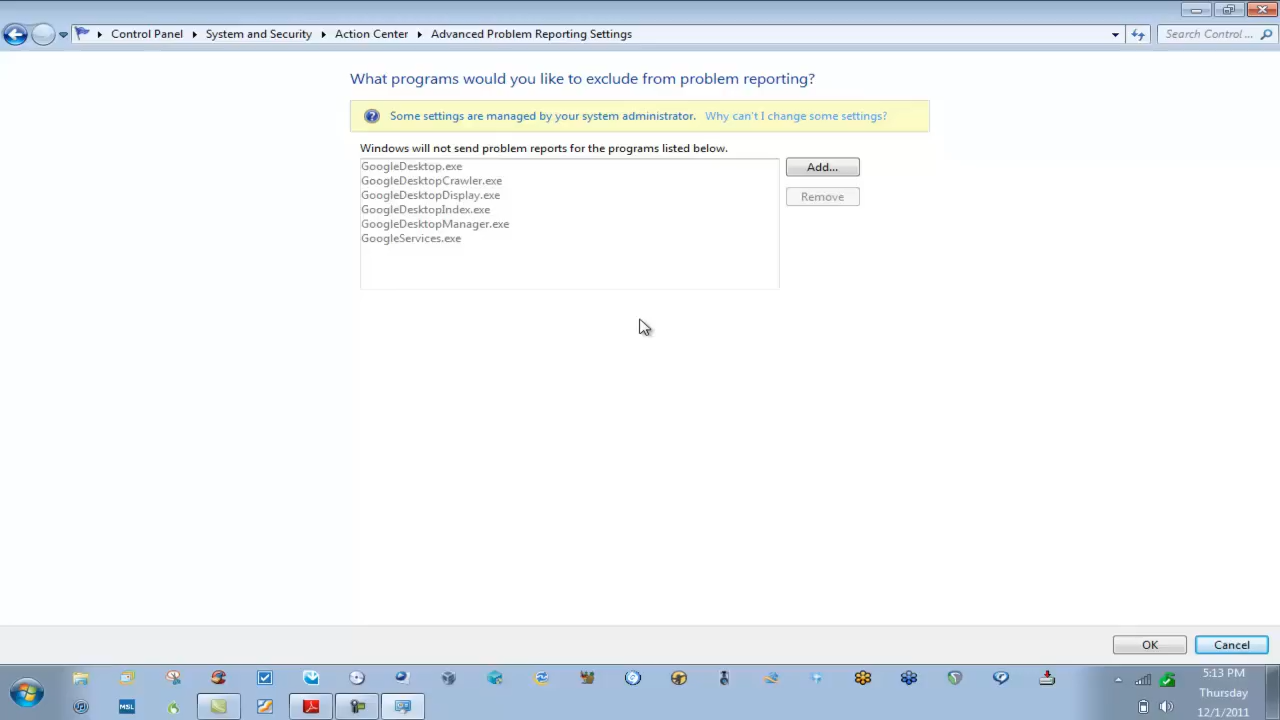 Control Panel System and Security Action Center Advanced Problem Reporting Settings Search Control ...
What programs would you like to exclude from problem reporting?
Some settings are managed by your system administrator. Why can't I change some settings?
Windows will not send problem reports for the programs listed below.
GoogleDesktop.exe
GoogleDesktopCrawler.exe
GoogleDesktopDisplay.exe
GoogleDesktopIndex.exe
GoogleDesktopManager.exe
GoogleServices.exe
Add...
Remove
OK Cancel
5:13 PM
Thursday
12/1/2011
MSL